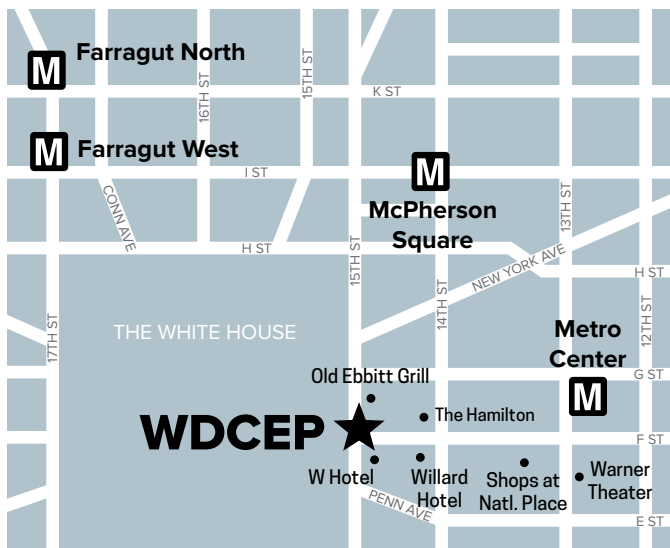 Farragut North
M
16TH ST
15TH ST
K ST
M
Farragut West
I ST
M
McPherson
Square
CONN AVE
13TH ST
H ST
15TH ST
NEW YORK AVE
H ST
14TH ST
12TH ST
17TH ST
THE WHITE HOUSE
Metro
Center
M
G ST
Old Ebbitt Grill
The Hamilton
WDCEP
F ST
W Hotel
Willard
Hotel
Shops at
Natl. Place
Warner
Theater
PENN AVE
E ST